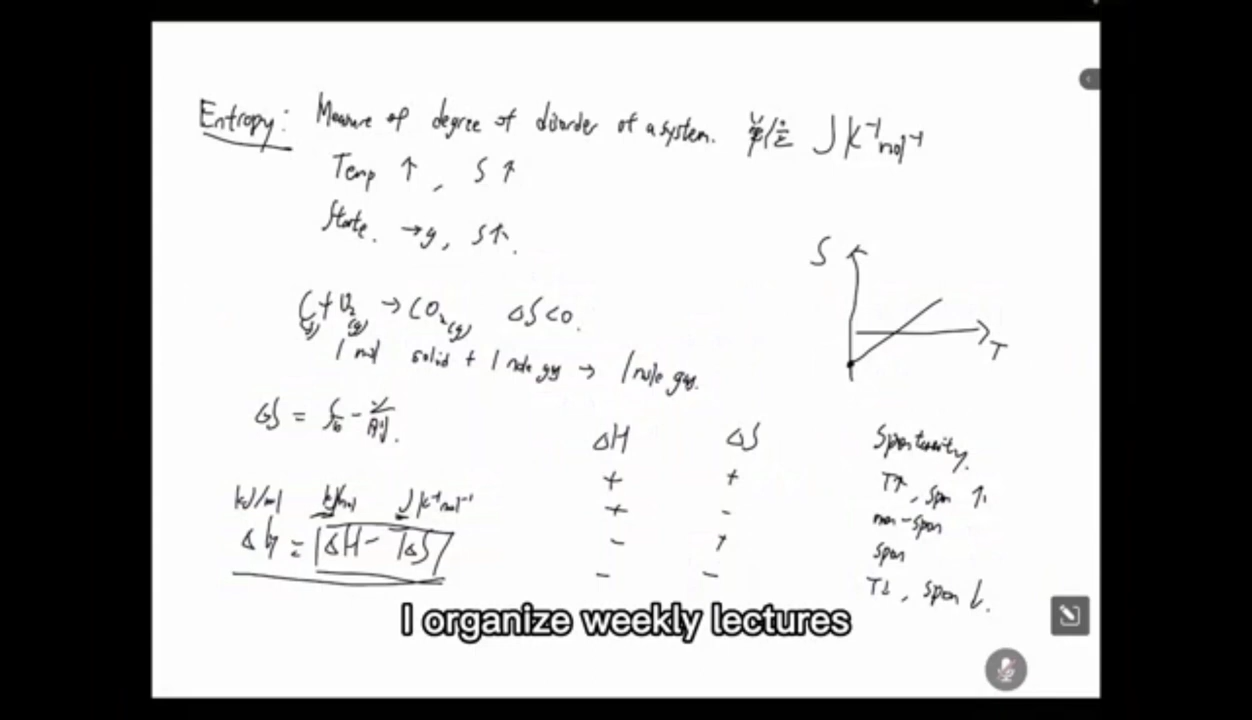 Entropy: Measure of degree of disorder of a system. J K⁻¹ mol⁻¹
Temp ↑, S ↑
State. → g, S↑.
S
T
C(s) + O₂(g) → CO₂(g) ΔS<0.
1 mol solid + 1 mole gas → 1 mole gas.
ΔS =
ΔH ΔS Spontaneity.
+ + T↑, Spon ↑.
+ - non-spon
- + spon
- - T↓, Spon ↓.
kJ/mol kJ/mol J K⁻¹ mol⁻¹
ΔG = ΔH - TΔS
I organize weekly lectures